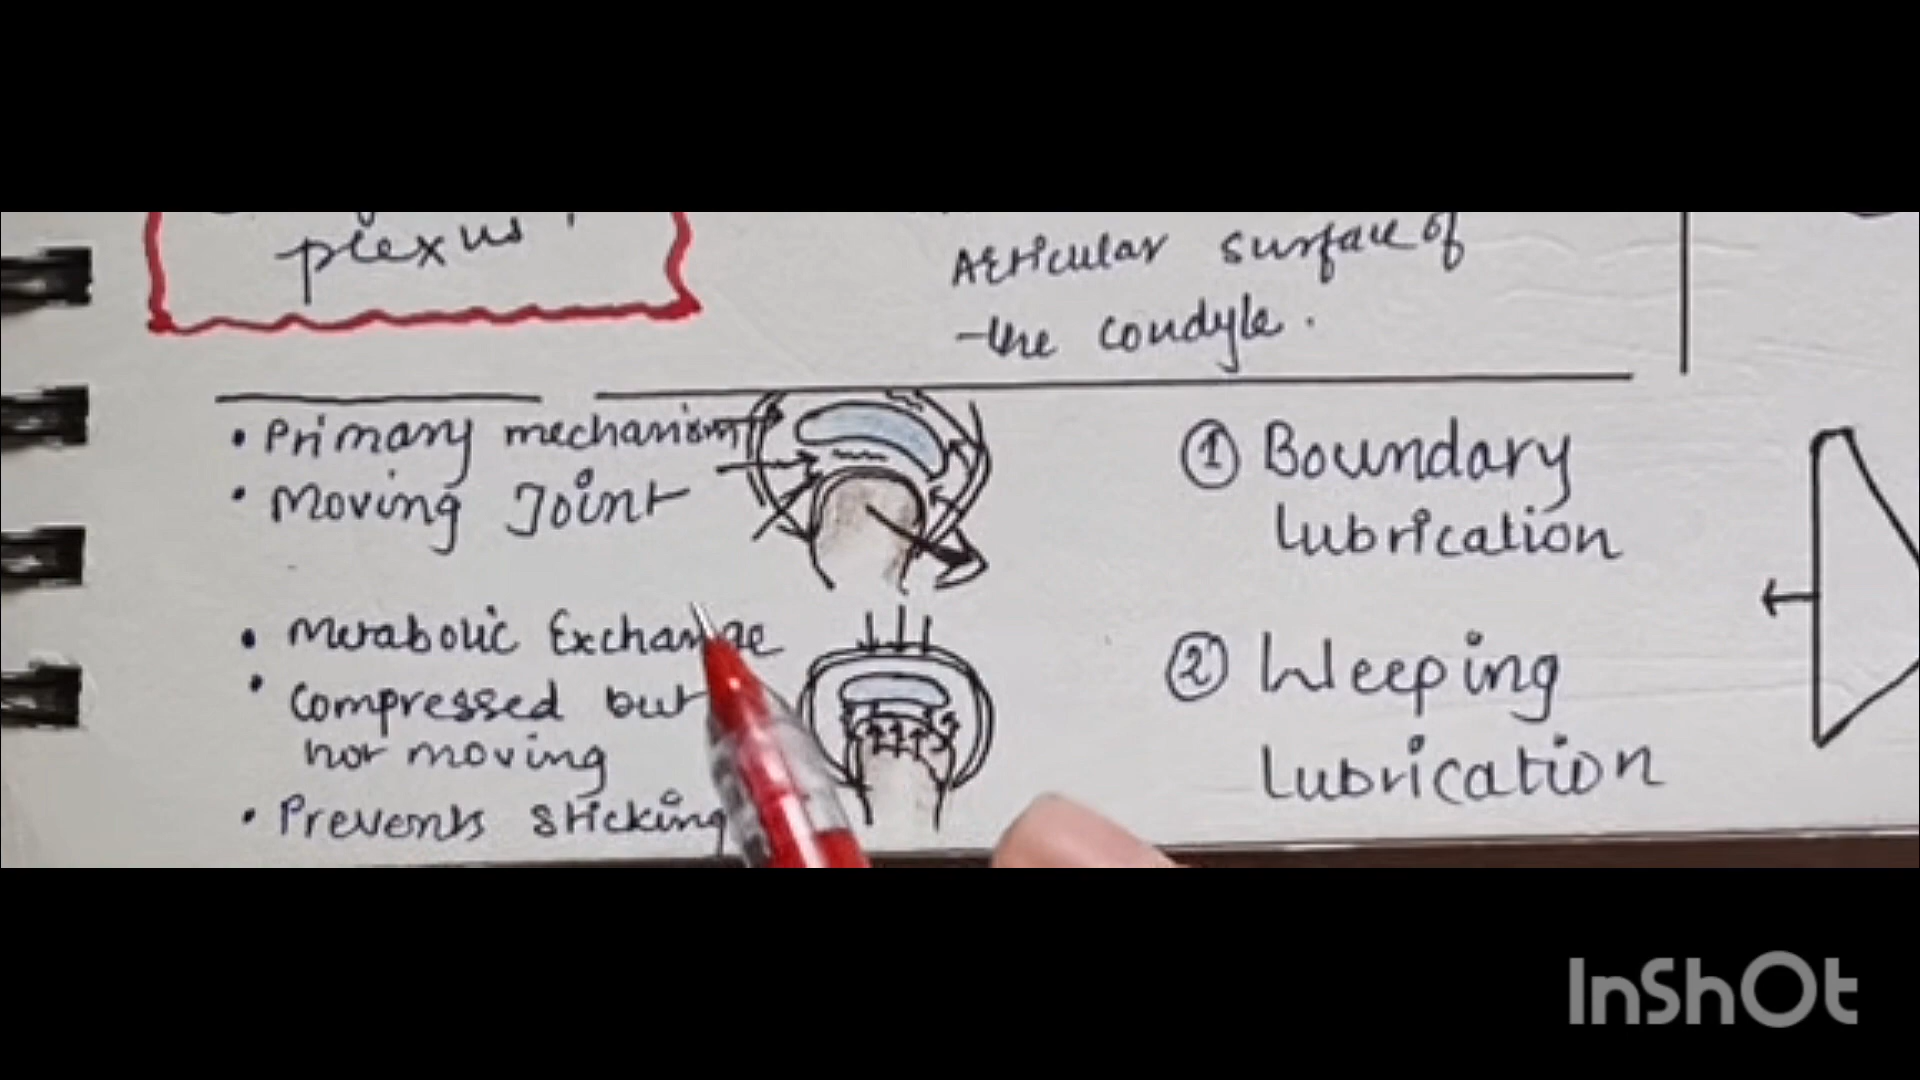 plexus
Articular surface of
the condyle.
• Primary mechanism
• Moving Joint
① Boundary
lubrication
• Metabolic Exchange
• Compressed but
not moving
• Prevents sticking
② Weeping
lubrication
InShOt